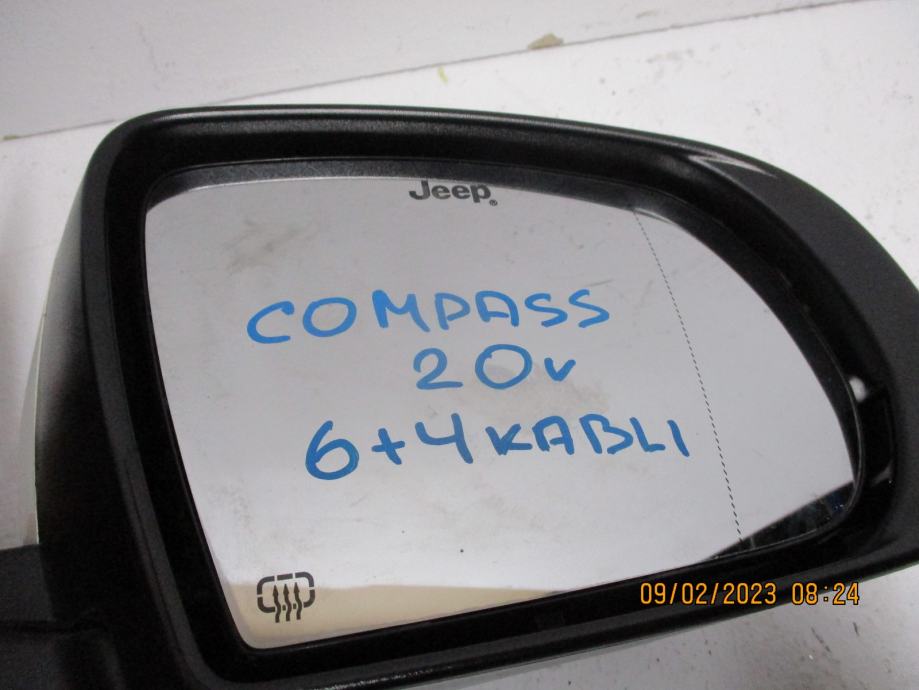 Jeep®
COMPASS
20v
6+4KABLI
09/02/2023 08:24